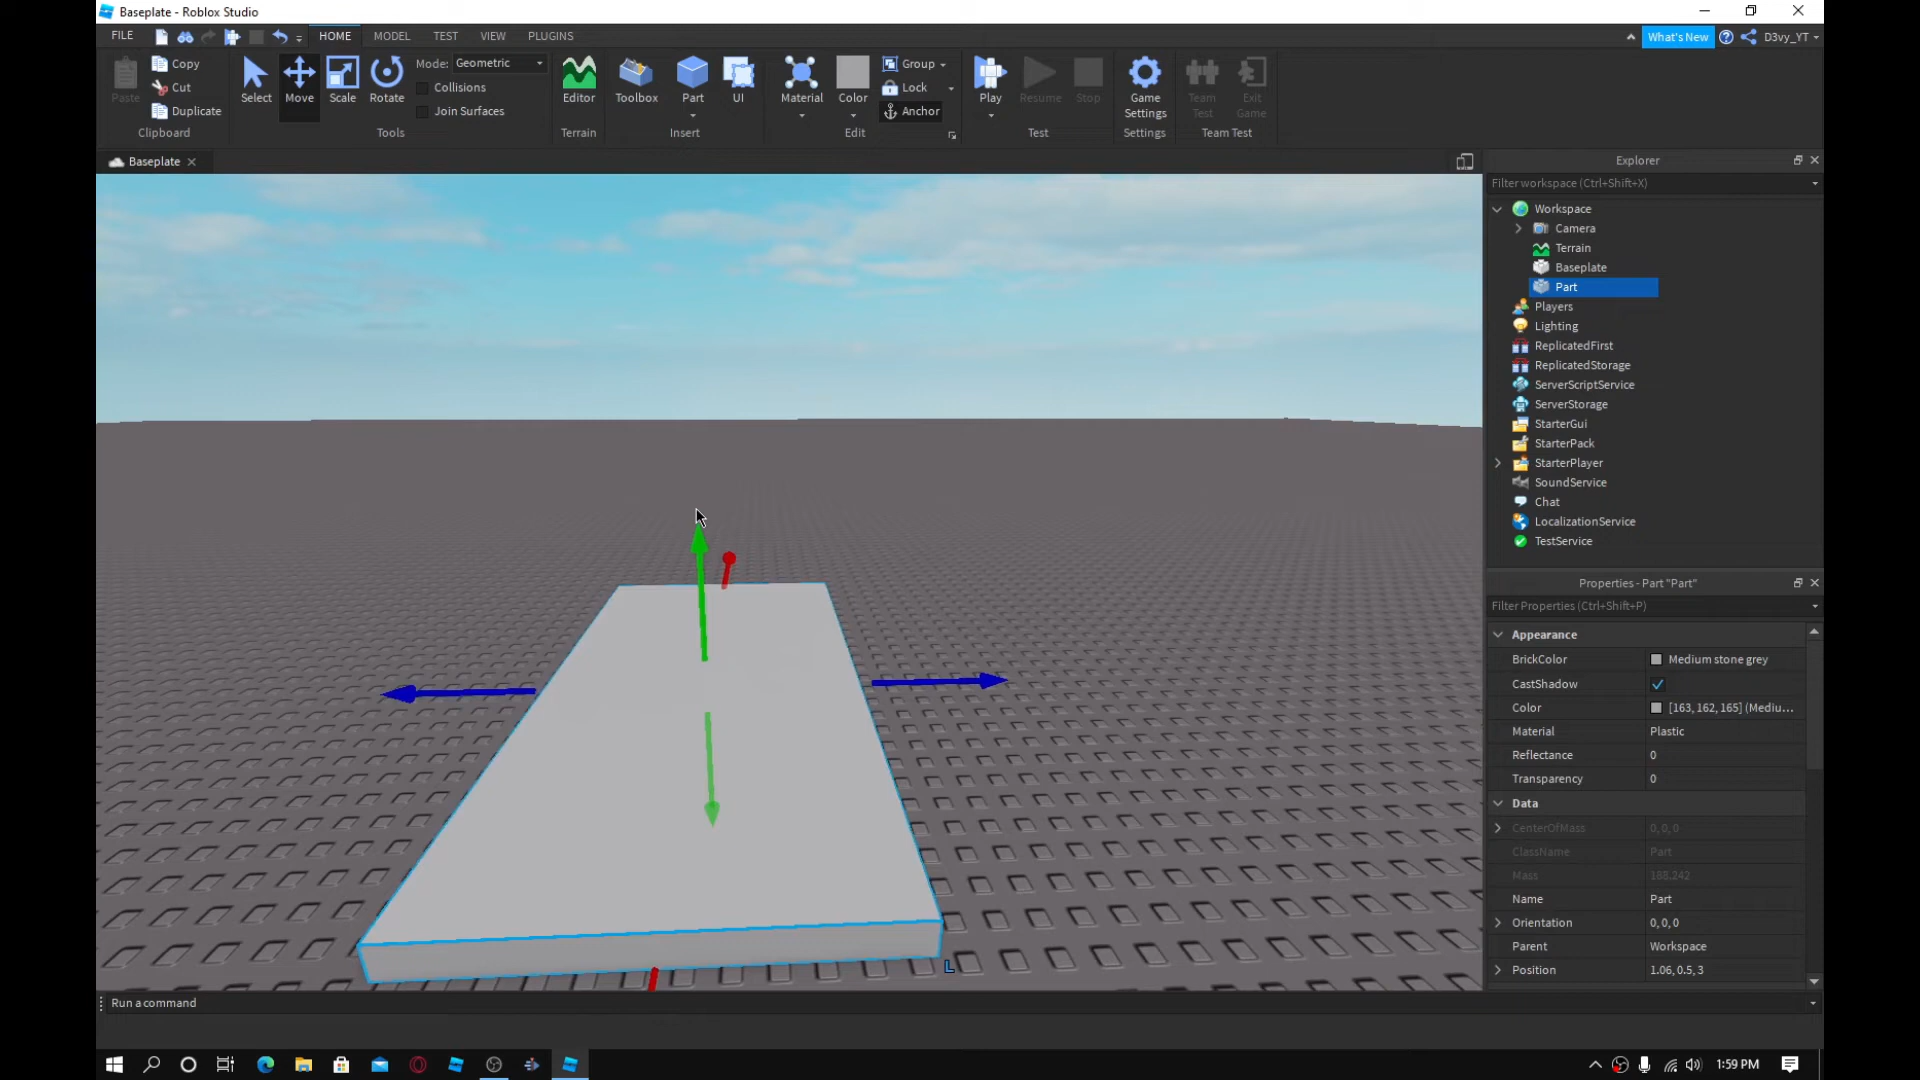 Baseplate - Roblox Studio
FILE HOME MODEL TEST VIEW PLUGINS What's New D3vy_YT
Paste Copy Cut Duplicate Clipboard
Select Move Scale Rotate Mode: Geometric Collisions Join Surfaces Tools
Editor Terrain
Toolbox Part UI Insert
Material Color Group Lock Anchor Edit
Play Resume Stop Test
Game Settings Settings
Team Test Exit Game Team Test
Baseplate
Explorer
Filter workspace (Ctrl+Shift+X)
Workspace
Camera
Terrain
Baseplate
Part
Players
Lighting
ReplicatedFirst
ReplicatedStorage
ServerScriptService
ServerStorage
StarterGui
StarterPack
StarterPlayer
SoundService
Chat
LocalizationService
TestService
Properties - Part "Part"
Filter Properties (Ctrl+Shift+P)
Appearance
BrickColor Medium stone grey
CastShadow
Color [163, 162, 165] (Mediu...
Material Plastic
Reflectance 0
Transparency 0
Data
CenterOfMass 0, 0, 0
ClassName Part
Mass 188.242
Name Part
Orientation 0, 0, 0
Parent Workspace
Position 1.06, 0.5, 3
L
Run a command
1:59 PM